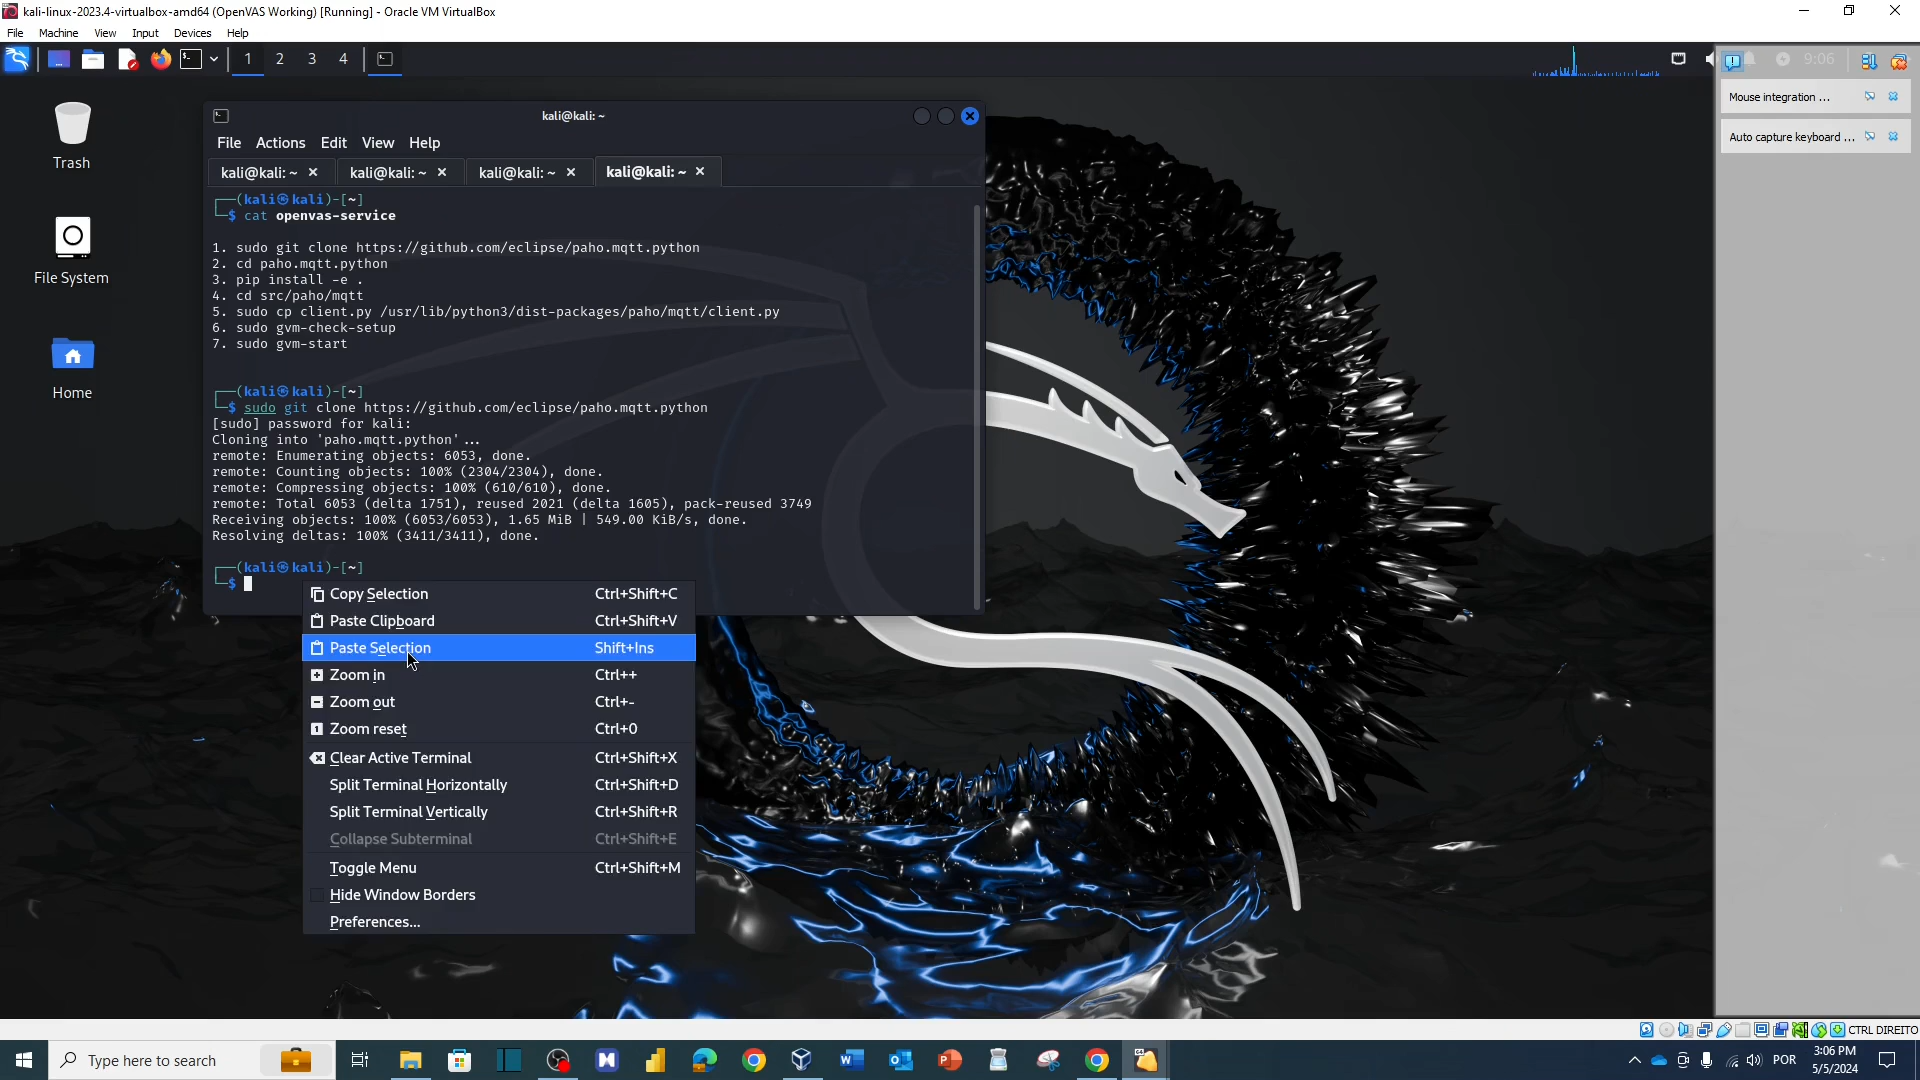 kali-linux-2023.4-virtualbox-amd64 (OpenVAS Working) [Running] - Oracle VM VirtualBox
File Machine View Input Devices Help
1 2 3 4 9:06
Mouse integration ...
Auto capture keyboard ...
Trash
File System
Home
kali@kali: ~
File Actions Edit View Help
kali@kali: ~ × kali@kali: ~ × kali@kali: ~ × kali@kali: ~ ×
┌──(kali㉿kali)-[~]
└─$ cat openvas-service
1. sudo git clone https://github.com/eclipse/paho.mqtt.python
2. cd paho.mqtt.python
3. pip install -e .
4. cd src/paho/mqtt
5. sudo cp client.py /usr/lib/python3/dist-packages/paho/mqtt/client.py
6. sudo gvm-check-setup
7. sudo gvm-start
┌──(kali㉿kali)-[~]
└─$ sudo git clone https://github.com/eclipse/paho.mqtt.python
[sudo] password for kali:
Cloning into 'paho.mqtt.python'...
remote: Enumerating objects: 6053, done.
remote: Counting objects: 100% (2304/2304), done.
remote: Compressing objects: 100% (610/610), done.
remote: Total 6053 (delta 1751), reused 2021 (delta 1605), pack-reused 3749
Receiving objects: 100% (6053/6053), 1.65 MiB | 549.00 KiB/s, done.
Resolving deltas: 100% (3411/3411), done.
┌──(kali㉿kali)-[~]
└─$
Copy Selection Ctrl+Shift+C
Paste Clipboard Ctrl+Shift+V
Paste Selection Shift+Ins
Zoom in Ctrl++
Zoom out Ctrl+-
Zoom reset Ctrl+0
Clear Active Terminal Ctrl+Shift+X
Split Terminal Horizontally Ctrl+Shift+D
Split Terminal Vertically Ctrl+Shift+R
Collapse Subterminal Ctrl+Shift+E
Toggle Menu Ctrl+Shift+M
Hide Window Borders
Preferences...
CTRL DIREITO
Type here to search
POR
3:06 PM
5/5/2024